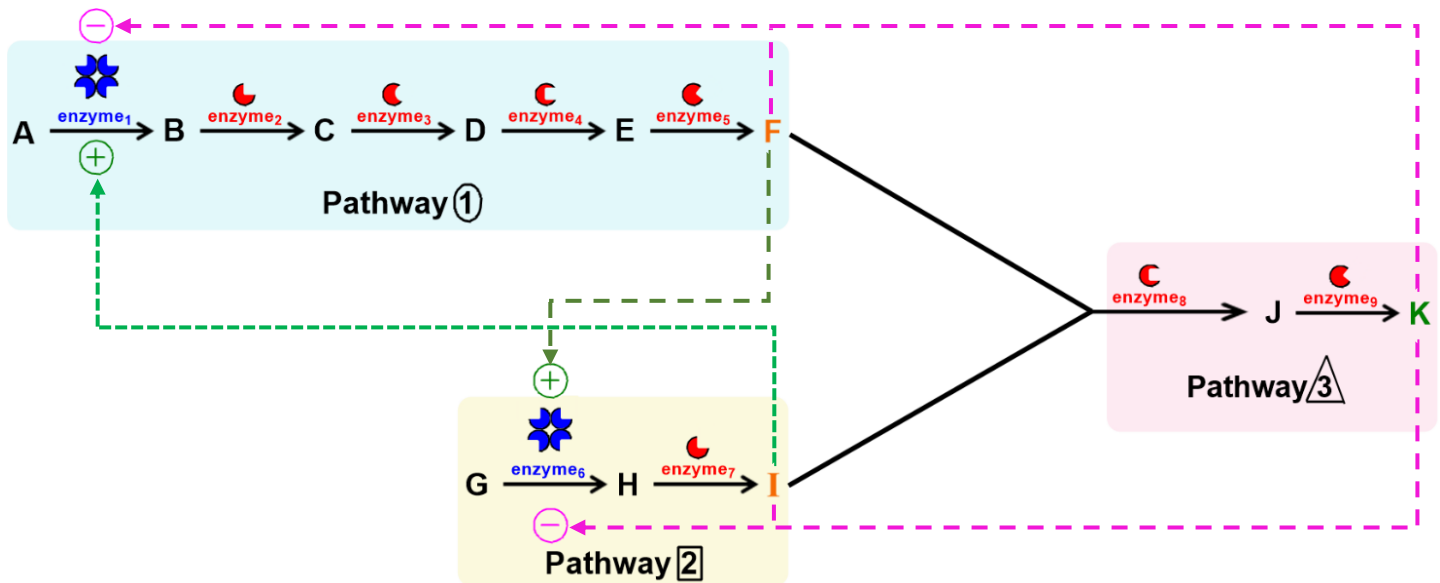 −
enzyme₁ enzyme₂ enzyme₃ enzyme₄ enzyme₅
A B C D E F
+
Pathway 1
enzyme₈ enzyme₉
J K
Pathway 3
+
enzyme₆ enzyme₇
G H I
−
Pathway 2